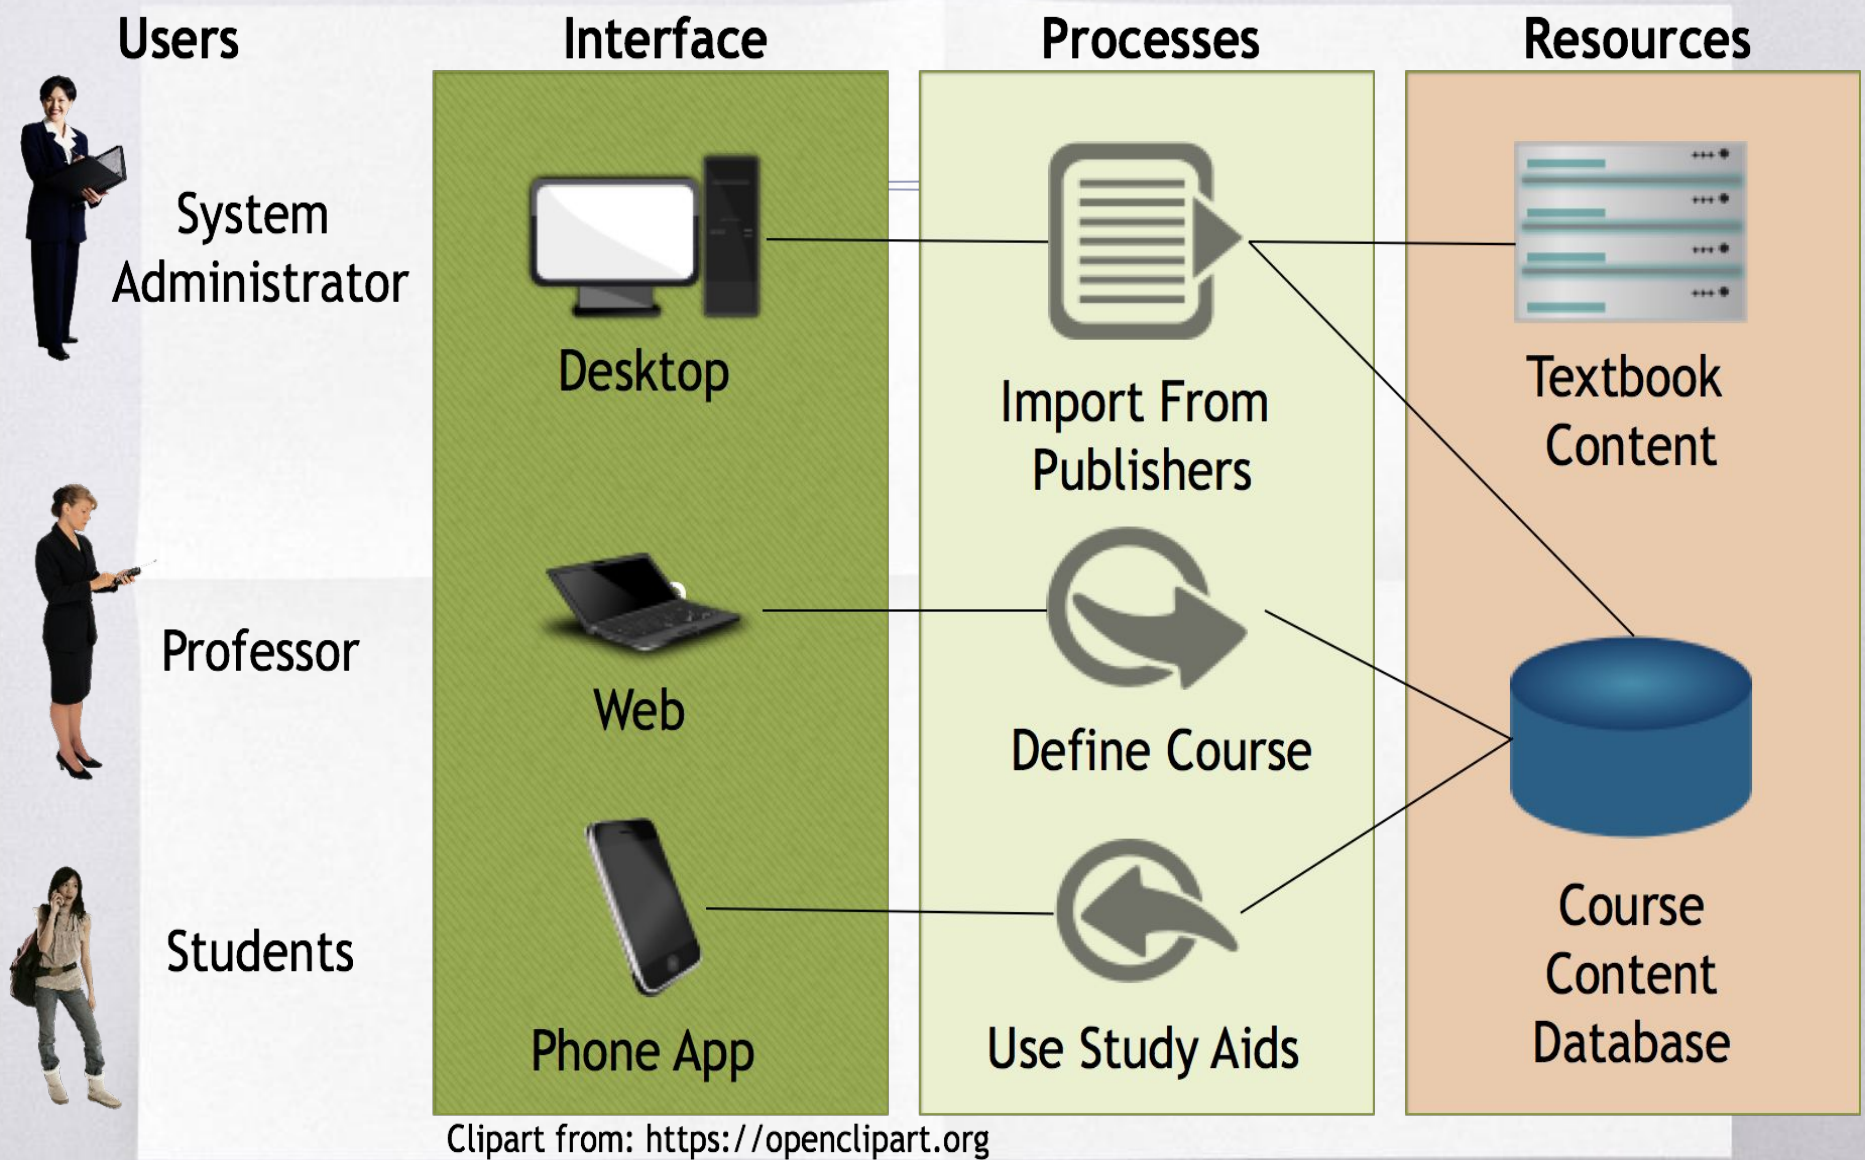 Users
Interface
Processes
Resources
System
Administrator
Desktop
Import From
Publishers
Textbook
Content
Professor
Web
Define Course
Students
Phone App
Use Study Aids
Course
Content
Database
Clipart from: https://openclipart.org